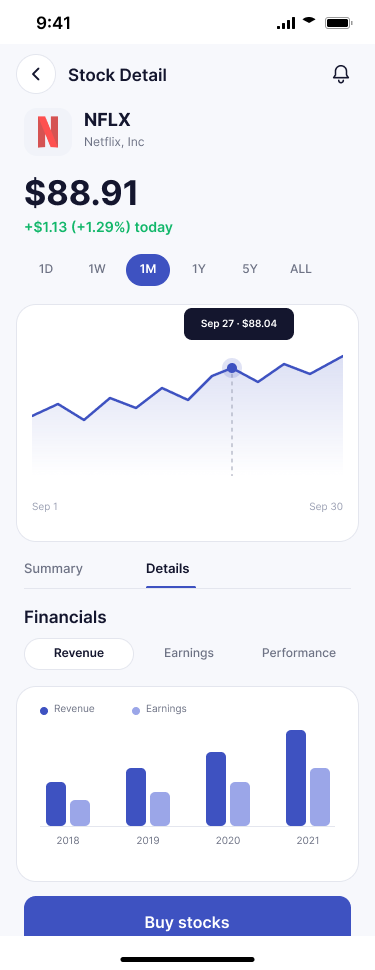 9:41
Stock Detail
N
NFLX
Netflix, Inc
$88.91
+$1.13 (+1.29%) today
1D 1W 1M 1Y 5Y ALL
Sep 27 · $88.04
Sep 1 Sep 30
Summary Details
Financials
Revenue Earnings Performance
Revenue Earnings
2018 2019 2020 2021
Buy stocks